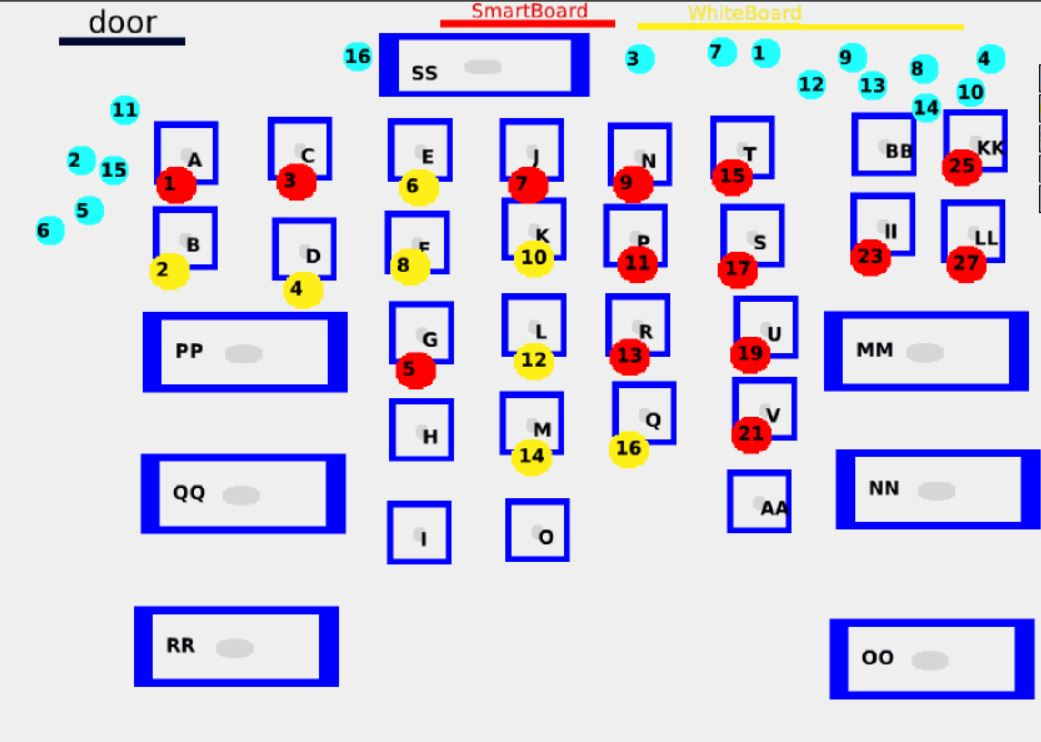 door SmartBoard WhiteBoard
16 SS 3 7 1 9 8 4
12 13 10
11 14
2 15 A C E J N T BB KK
1 3 6 7 9 15 25
5
6 B D F K P S II LL
2 4 8 10 11 17 23 27
PP G L R U MM
5 12 13 19
H M Q V
14 16 21
QQ NN
I O AA
RR OO